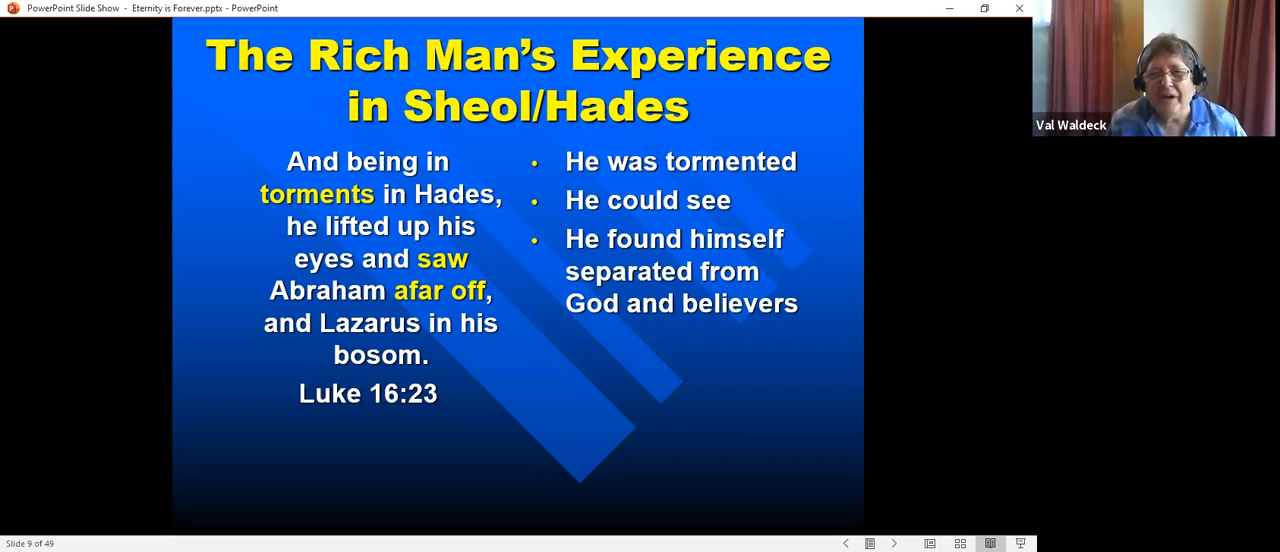 PowerPoint Slide Show - Eternity is Forever.pptx - PowerPoint
The Rich Man’s Experience
in Sheol/Hades
And being in
torments in Hades,
he lifted up his
eyes and saw
Abraham afar off,
and Lazarus in his
bosom.
Luke 16:23
• He was tormented
• He could see
• He found himself
separated from
God and believers
Val Waldeck
Slide 9 of 49